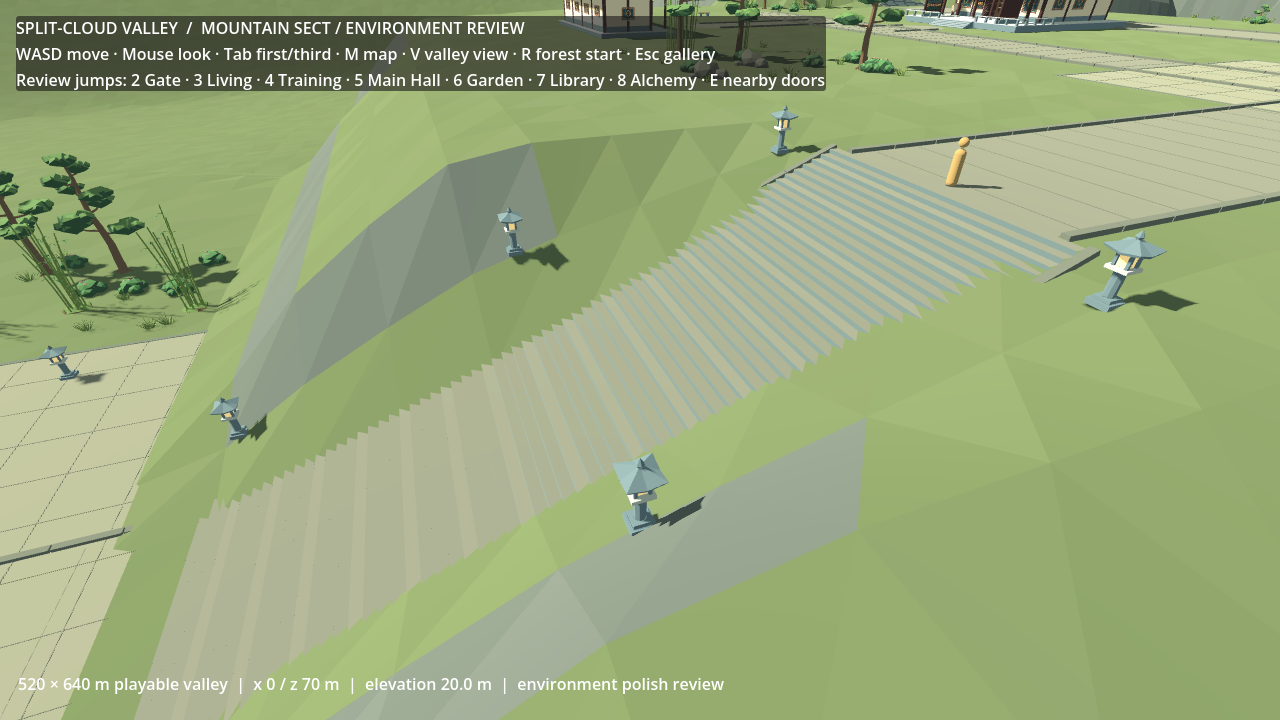 SPLIT-CLOUD VALLEY / MOUNTAIN SECT / ENVIRONMENT REVIEW
WASD move · Mouse look · Tab first/third · M map · V valley view · R forest start · Esc gallery
Review jumps: 2 Gate · 3 Living · 4 Training · 5 Main Hall · 6 Garden · 7 Library · 8 Alchemy · E nearby doors
520 × 640 m playable valley | x 0 / z 70 m | elevation 20.0 m | environment polish review